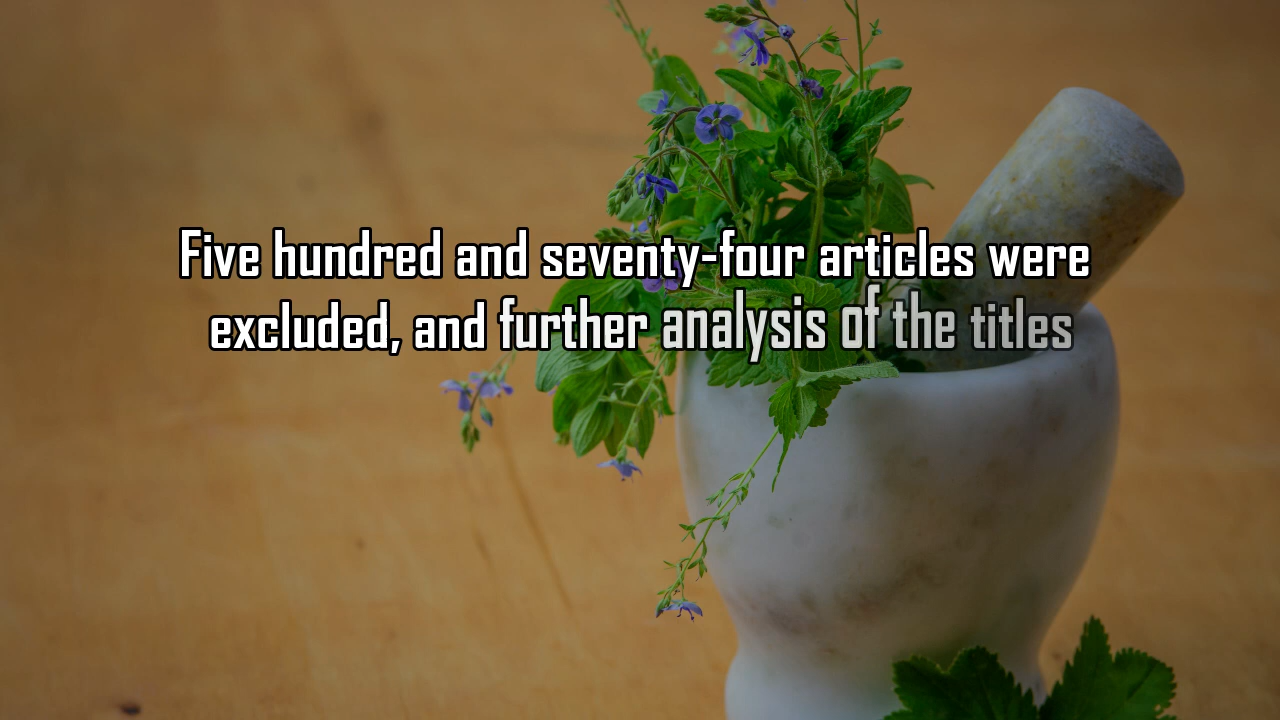 Five hundred and seventy-four articles were
excluded, and further analysis of the titles